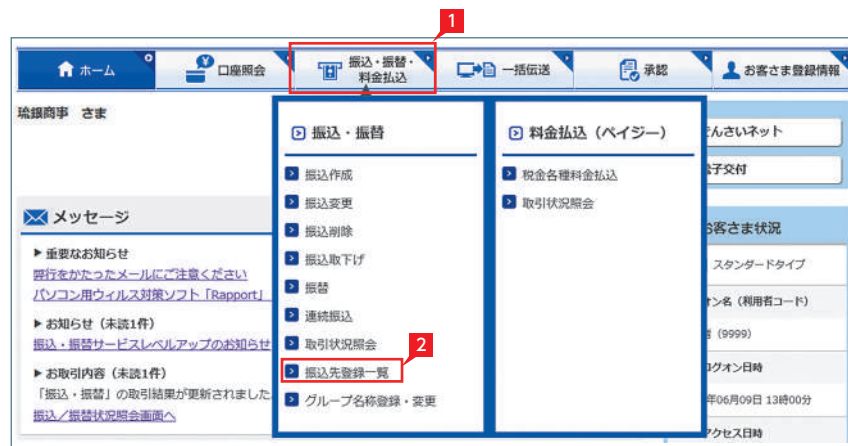 1
ホーム
口座照会
振込・振替・
料金払込
一括伝送
承認
お客さま登録情報
琉銀商事 さま
振込・振替
振込作成
振込変更
振込削除
振込取下げ
振替
連続振込
取引状況照会
2
振込先登録一覧
グループ名称登録・変更
料金払込(ペイジー)
税金各種料金払込
取引状況照会
メッセージ
▶ 重要なお知らせ
弊行をかたったメールにご注意ください
パソコン用ウィルス対策ソフト「Rapport」
▶ お知らせ(未読1件)
振込・振替サービスレベルアップのお知らせ
▶ お取引内容(未読1件)
「振込・振替」の取引結果が更新されました
振込/振替状況照会画面へ
んさいネット
子交付
客さま状況
スタンダードタイプ
ン名(利用者コード)
(9999)
グオン日時
年06月09日 13時00分
アクセス日時